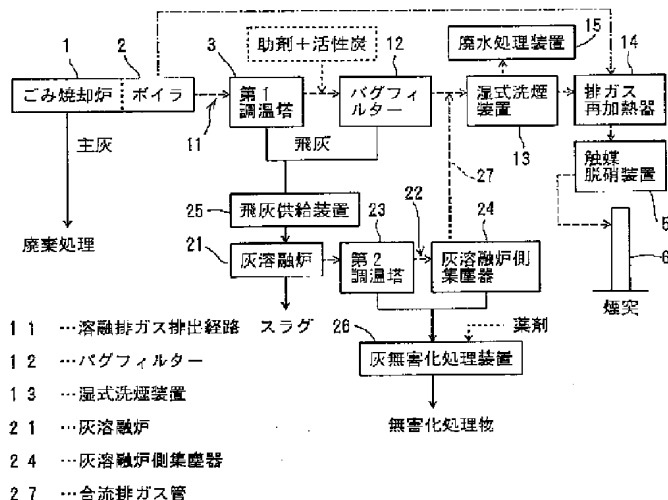 1
2
3
助剤＋活性炭
12
廃水処理装置
15
14
ごみ焼却炉
ボイラ
11
第1
調温塔
バグフィ
ルター
湿式洗煙
装置
13
排ガス
再加熱器
主灰
飛灰
27
触媒
脱硝装置
5
25
飛灰供給装置
22
23
24
廃棄処理
21
灰溶融炉
第2
調温塔
灰溶融炉側
集塵器
6
煙突
スラグ
26
薬剤
灰無害化処理装置
無害化処理物
11 …溶融排ガス排出経路
12 …バグフィルター
13 …湿式洗煙装置
21 …灰溶融炉
24 …灰溶融炉側集塵器
27 …合流排ガス管